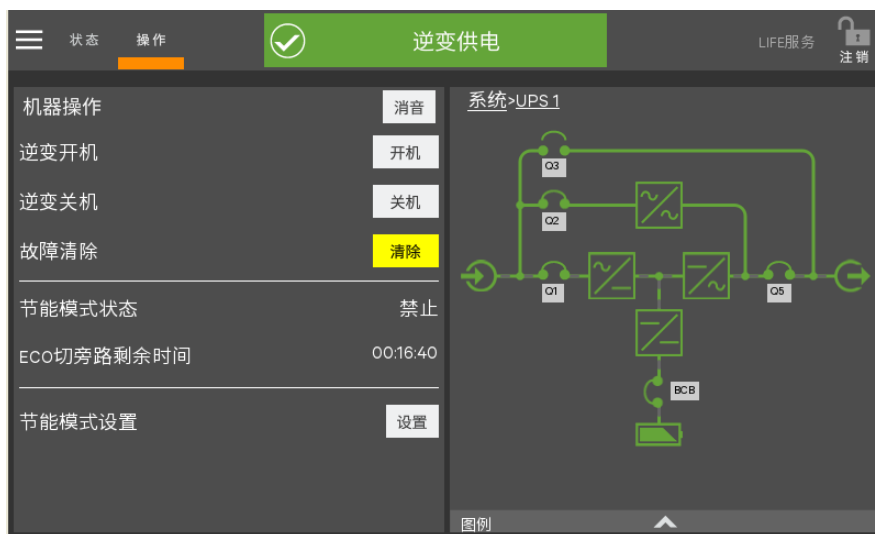 状态 操作 逆变供电 LIFE服务 注销
机器操作 消音
逆变开机 开机
逆变关机 关机
故障清除 清除
节能模式状态 禁止
ECO切旁路剩余时间 00:16:40
节能模式设置 设置
系统>UPS 1
Q3
Q2
Q1 Q5
BCB
图例